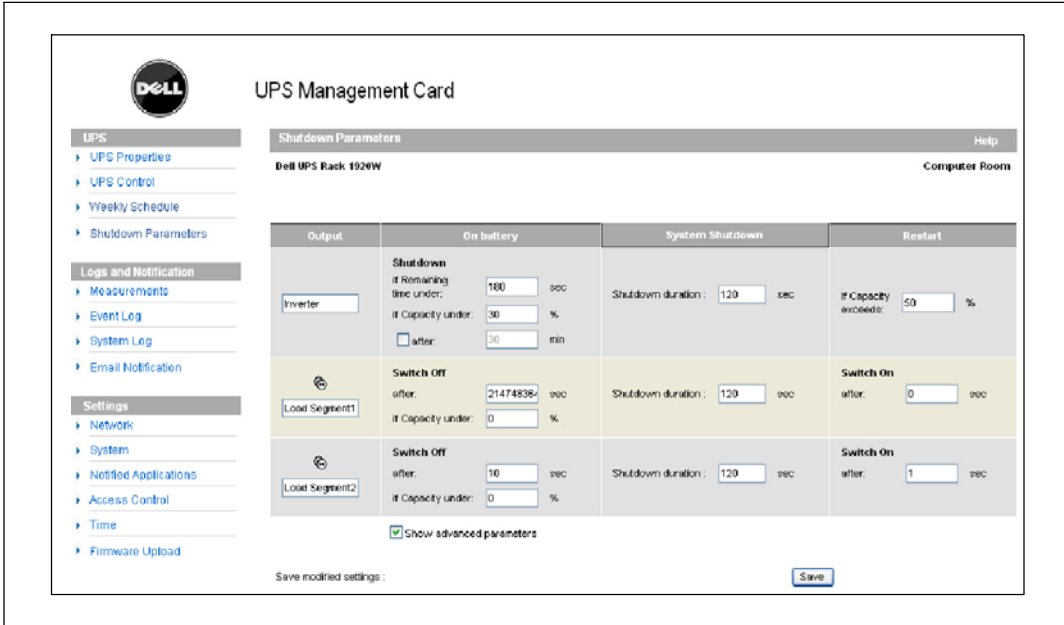 DELL
UPS Management Card
UPS
UPS Properties
UPS Control
Weekly Schedule
Shutdown Parameters
Logs and Notification
Measurements
Event Log
System Log
Email Notification
Settings
Network
System
Notified Applications
Access Control
Time
Firmware Upload
Shutdown Parameters Help
Dell UPS Rack 1920W Computer Room
Output On battery System Shutdown Restart
Inverter
Shutdown
if Remaining
time under: 180 sec
if Capacity under: 30 %
after: 30 min
Shutdown duration : 120 sec
If Capacity
exceeds: 50 %
Load Segment1
Switch Off
after: 21474836 sec
if Capacity under: 0 %
Shutdown duration : 120 sec
Switch On
after: 0 sec
Load Segment2
Switch Off
after: 10 sec
if Capacity under: 0 %
Shutdown duration : 120 sec
Switch On
after: 1 sec
Show advanced parameters
Save modified settings : Save